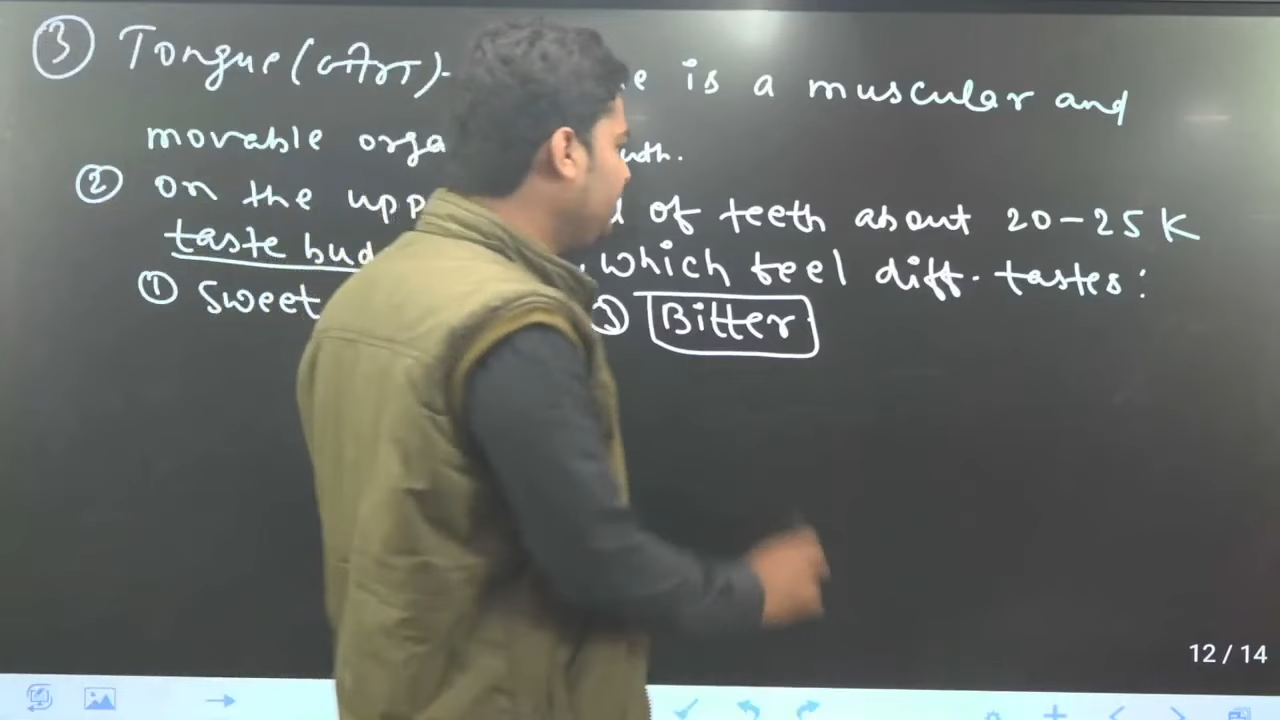 ③ Tongue (जीभ)- is a muscular and
movable orga uth.
② on the upp of teeth about 20-25 K
taste bud , which feel diff. tastes:
① Sweet ③ Bitter
12 / 14